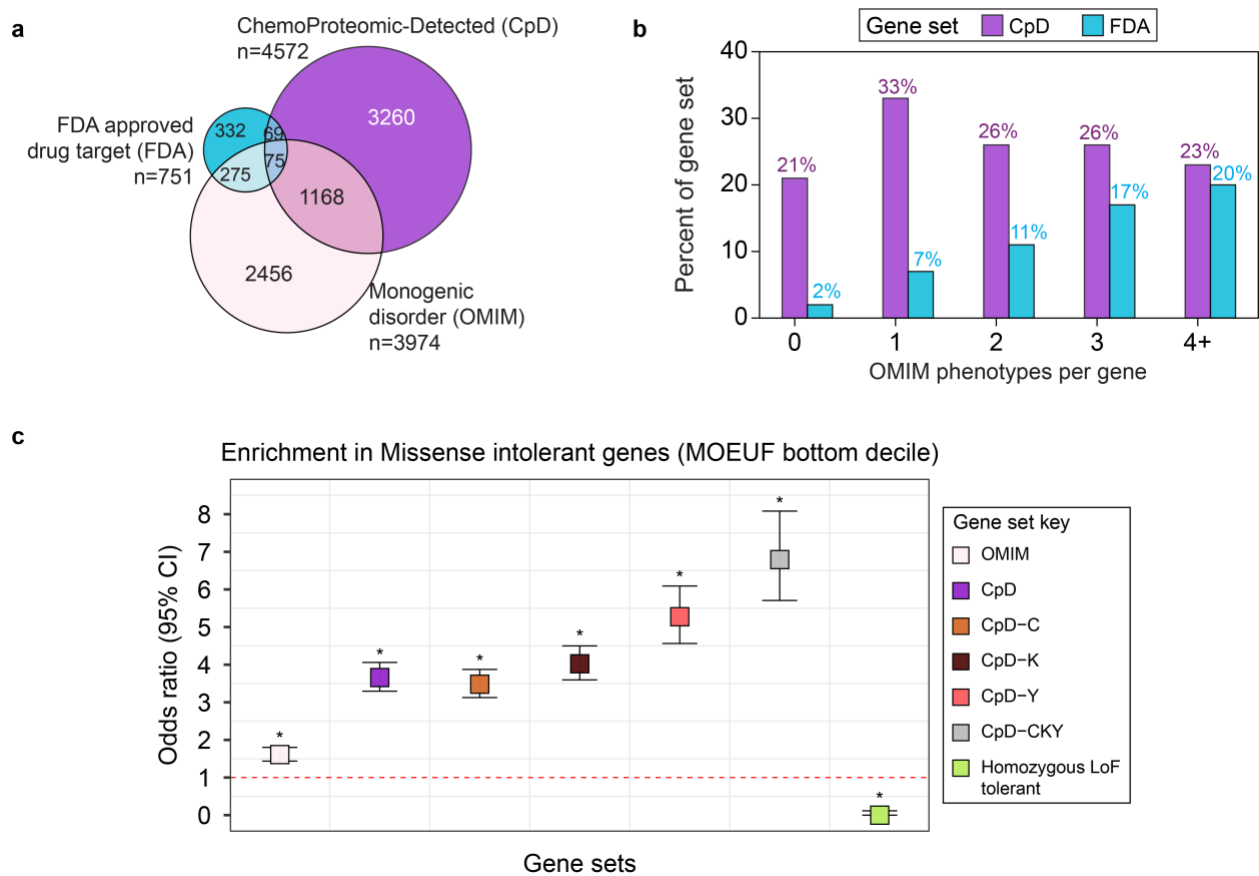 a
ChemoProteomic-Detected (CpD)
n=4572
FDA approved
drug target (FDA)
n=751
332
69
75
275
3260
1168
2456
Monogenic
disorder (OMIM)
n=3974
b
Gene set CpD FDA
Percent of gene set
40
30
20
10
0
21%
2%
33%
7%
26%
11%
26%
17%
23%
20%
0 1 2 3 4+
OMIM phenotypes per gene
c
Enrichment in Missense intolerant genes (MOEUF bottom decile)
Odds ratio (95% CI)
8
7
6
5
4
3
2
1
0
* * * * * * *
Gene sets
Gene set key
OMIM
CpD
CpD−C
CpD−K
CpD−Y
CpD−CKY
Homozygous LoF
tolerant